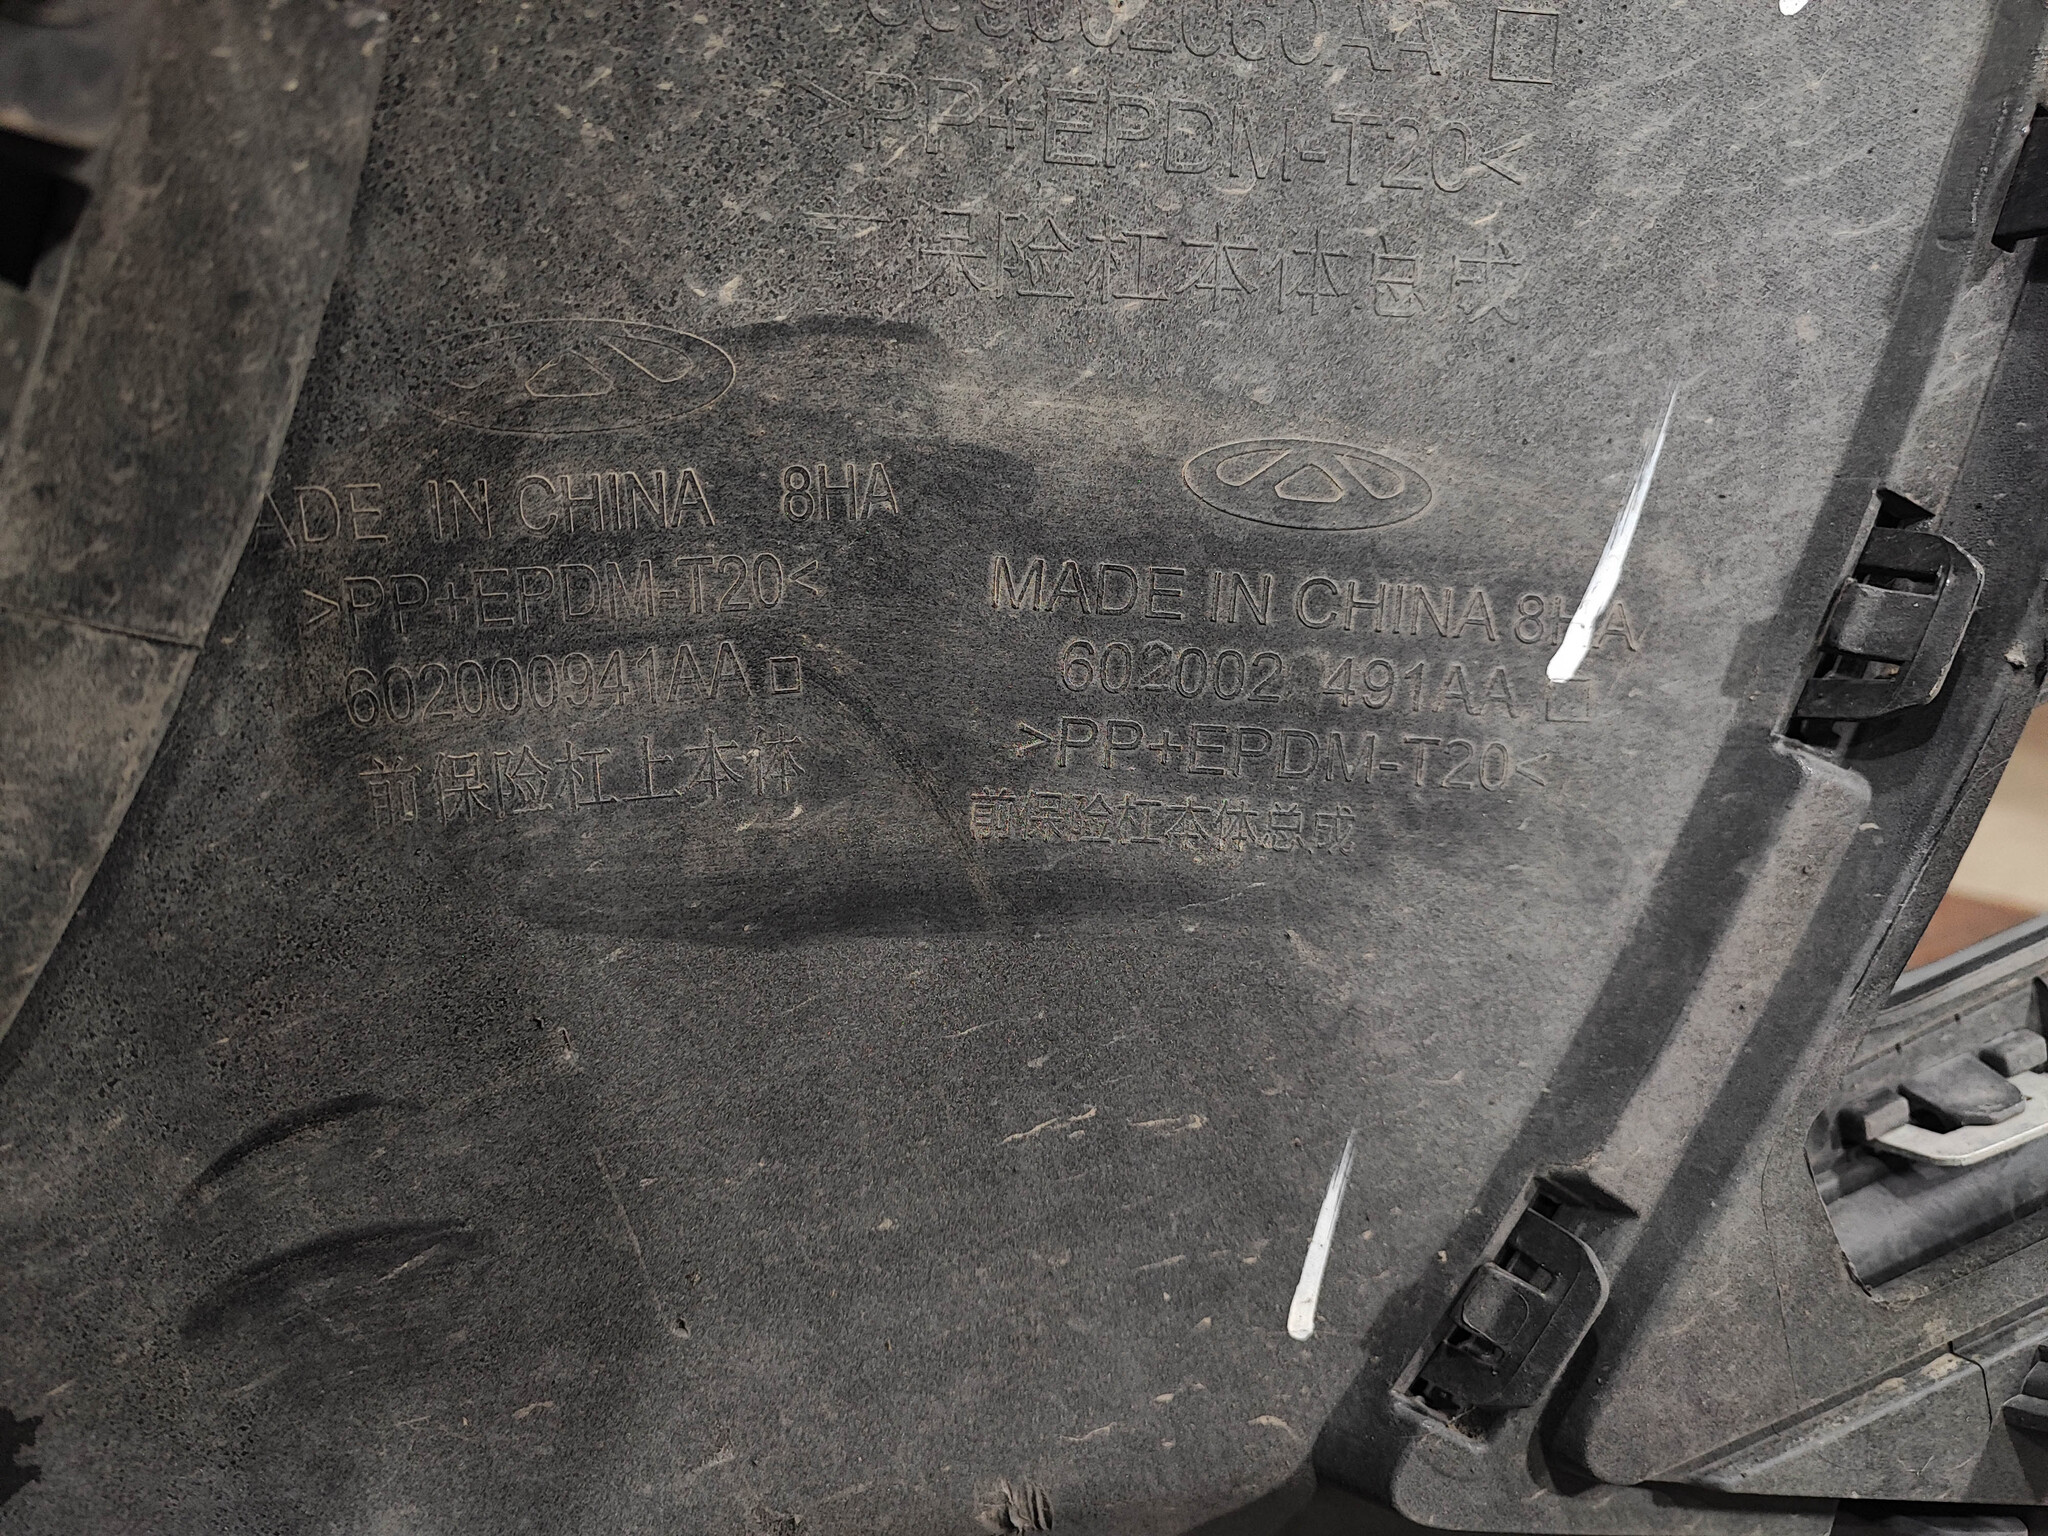 >PP+EPDM-T20<
前保险杠本体总成
IN CHINA 8HA
>PP+EPDM-T20<
602000941AA
前保险杠上本体
MADE IN CHINA 8HA
602002 491AA
>PP+EPDM-T20<
前保险杠本体总成